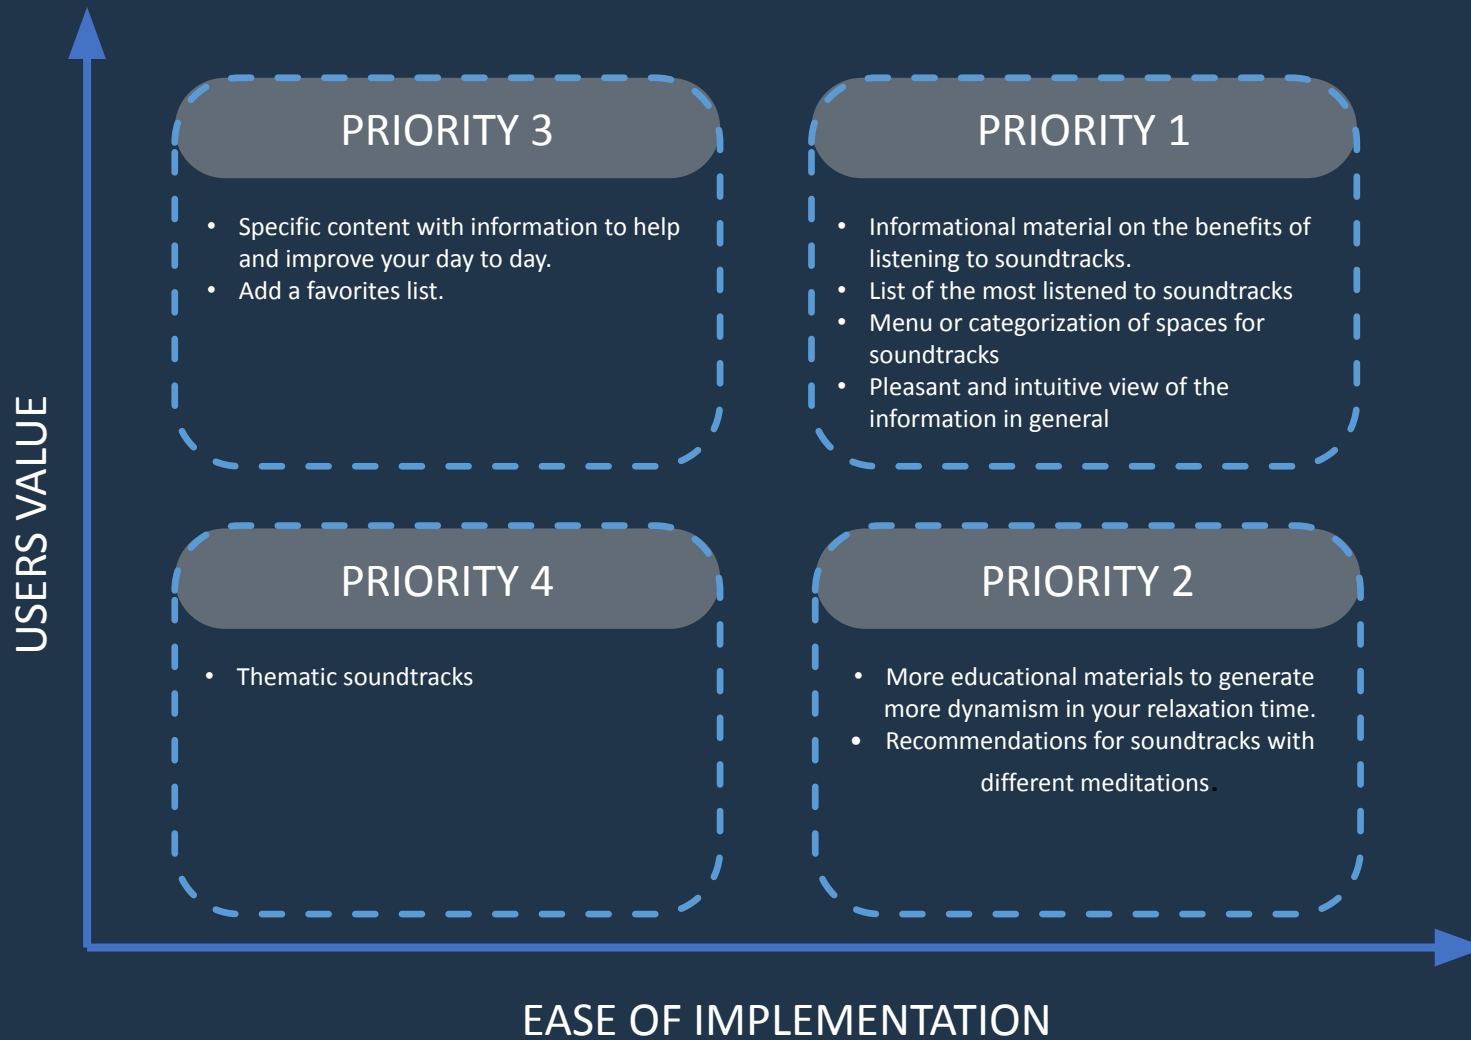 PRIORITY 3
• Specific content with information to help
and improve your day to day.
• Add a favorites list.
PRIORITY 1
• Informational material on the benefits of
listening to soundtracks.
• List of the most listened to soundtracks
• Menu or categorization of spaces for
soundtracks
• Pleasant and intuitive view of the
information in general
USERS VALUE
PRIORITY 4
• Thematic soundtracks
PRIORITY 2
• More educational materials to generate
more dynamism in your relaxation time.
• Recommendations for soundtracks with
different meditations.
EASE OF IMPLEMENTATION